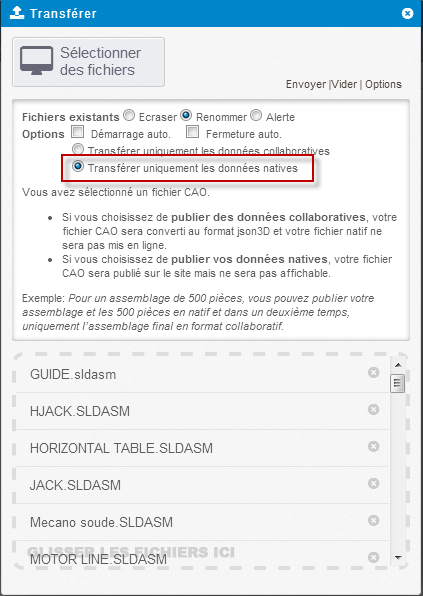 Transférer
Sélectionner
des fichiers
Envoyer |Vider | Options
Fichiers existants Ecraser Renommer Alerte
Options Démarrage auto. Fermeture auto.
Transférer uniquement les données collaboratives
Transférer uniquement les données natives
Vous avez sélectionné un fichier CAO.
• Si vous choisissez de publier des données collaboratives, votre
fichier CAO sera converti au format json3D et votre fichier natif ne
sera pas mis en ligne.
• Si vous choisissez de publier vos données natives, votre fichier
CAO sera publié sur le site mais ne sera pas affichable.
Exemple: Pour un assemblage de 500 pièces, vous pouvez publier votre
assemblage et les 500 pièces en natif et dans un deuxième temps,
uniquement l'assemblage final en format collaboratif.
GUIDE.sldasm
HJACK.SLDASM
HORIZONTAL TABLE.SLDASM
JACK.SLDASM
Mecano soude.SLDASM
GLISSER LES FICHIERS ICI
MOTOR LINE.SLDASM